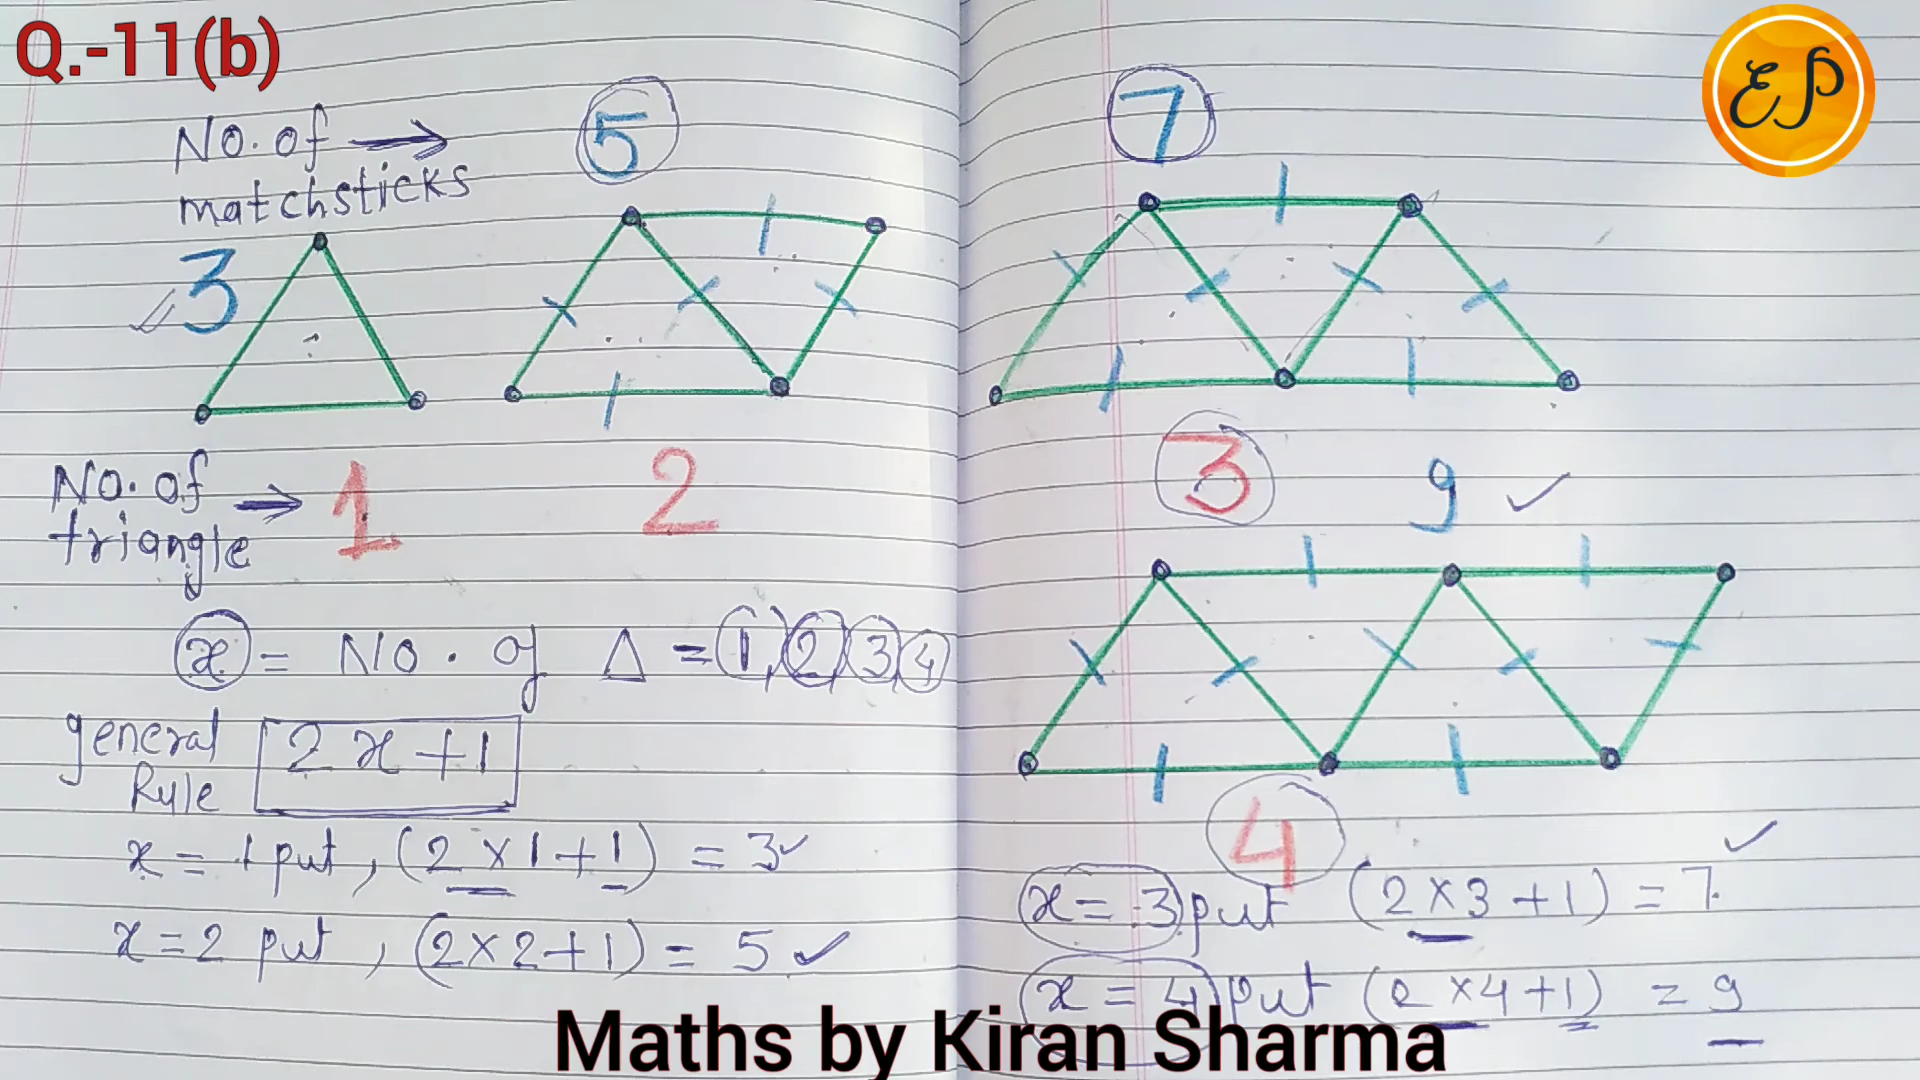 Q.-11(b)
EP
No. of →
matchsticks
3
5
7
No. of →
triangle
1
2
3
9
x = No. of Δ = 1, 2, 3, 4
general
Rule
2x+1
x = 1 put, (2×1+1) = 3
x = 2 put, (2×2+1) = 5
4
x = 3 put (2×3+1) = 7
x = 4 put (2×4+1) = 9
Maths by Kiran Sharma